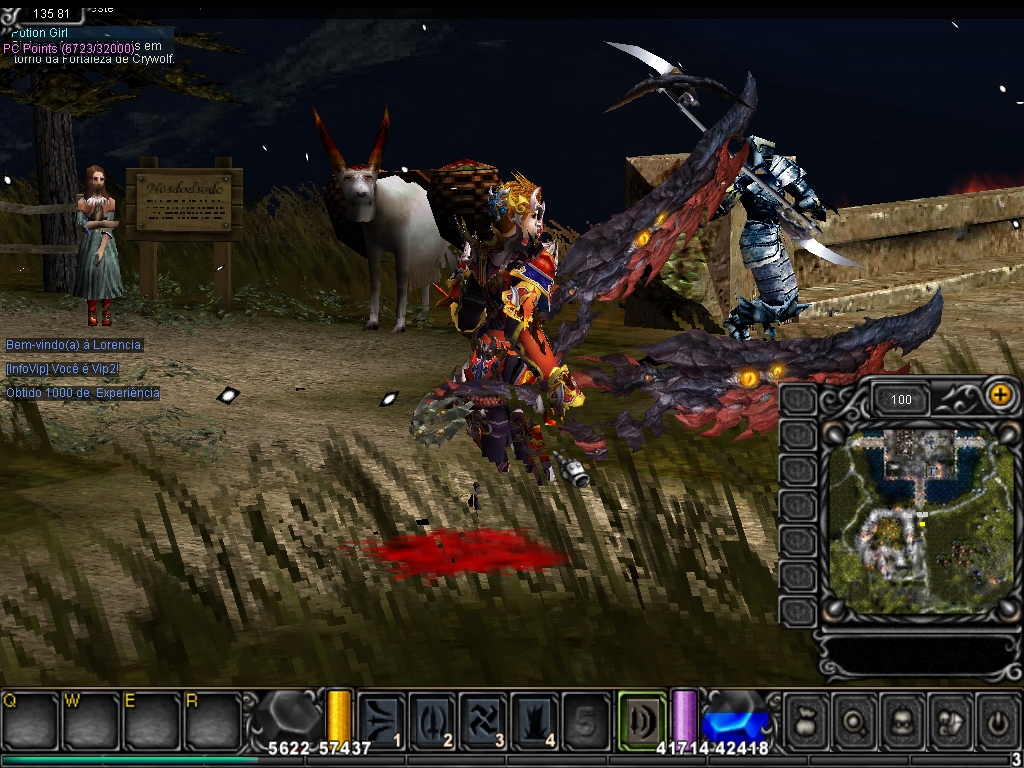 135 81
Potion Girl
PC Points (6723/32000)
s em
torno da Fortaleza de Crywolf.
Bem-vindo(a) à Lorencia.
[InfoVip] Você é Vip2!
Obtido 1000 de Experiência
100
Q W E R
1 2 3 4 5
5622 57437 41714 42418
3